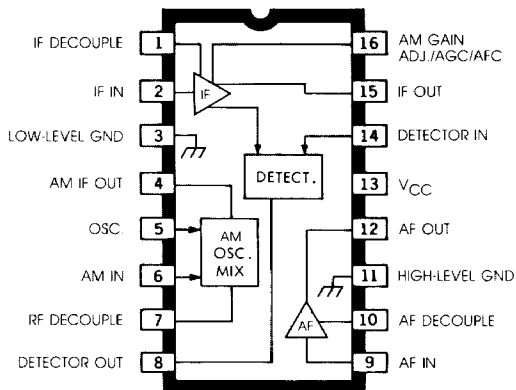 IF DECOUPLE 1
16 AM GAIN
ADJ./AGC/AFC
IF IN 2
IF
15 IF OUT
LOW-LEVEL GND 3
14 DETECTOR IN
AM IF OUT 4
DETECT.
13 VCC
OSC. 5
AM
OSC.
MIX
12 AF OUT
AM IN 6
11 HIGH-LEVEL GND
RF DECOUPLE 7
AF
10 AF DECOUPLE
DETECTOR OUT 8
9 AF IN